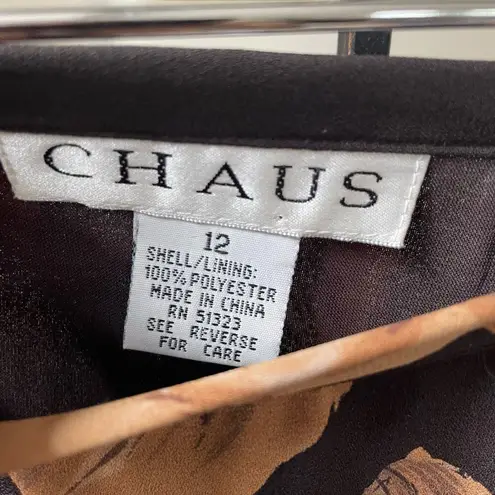 CHAUS
12
SHELL/LINING:
100% POLYESTER
MADE IN CHINA
RN 51323
SEE REVERSE
FOR CARE